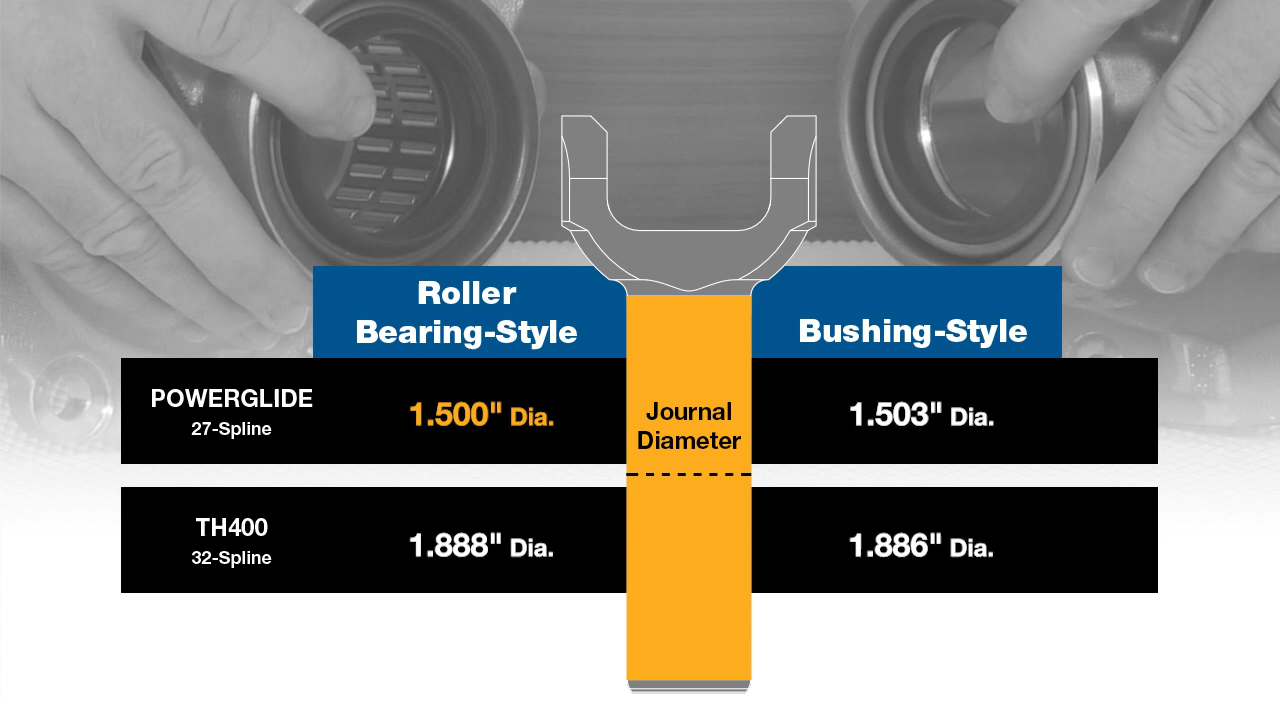 Roller
Bearing-Style
Bushing-Style
POWERGLIDE
27-Spline
1.500" Dia.
Journal
Diameter
1.503" Dia.
TH400
32-Spline
1.888" Dia.
1.886" Dia.